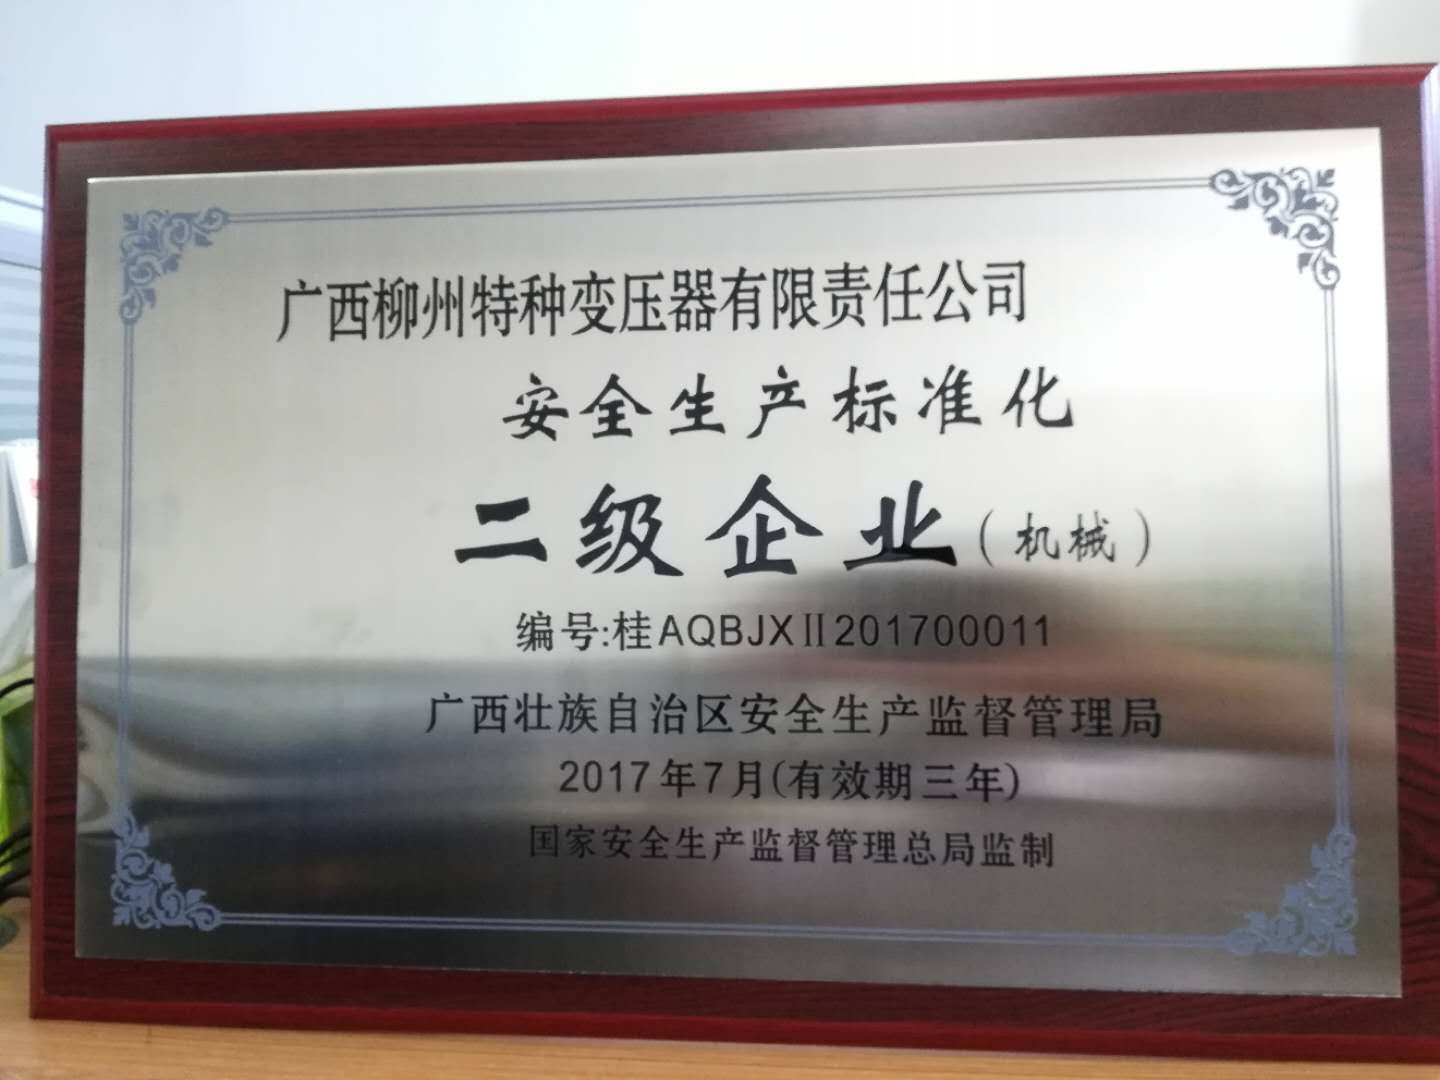 广西柳州特种变压器有限责任公司
安全生产标准化
二级企业（机械）
编号:桂AQBJXⅡ201700011
广西壮族自治区安全生产监督管理局
2017年7月(有效期三年)
国家安全生产监督管理总局监制